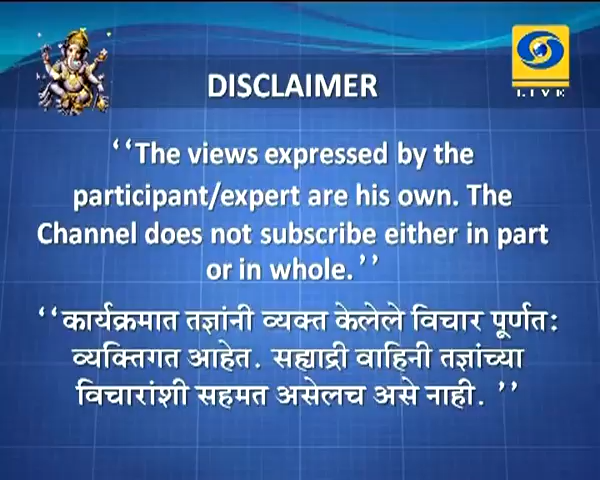 LIVE
DISCLAIMER
‘‘The views expressed by the
participant/expert are his own. The
Channel does not subscribe either in part
or in whole.’’
‘‘कार्यक्रमात तज्ञांनी व्यक्त केलेले विचार पूर्णत:
व्यक्तिगत आहेत. सह्याद्री वाहिनी तज्ञांच्या
विचारांशी सहमत असेलच असे नाही. ’’